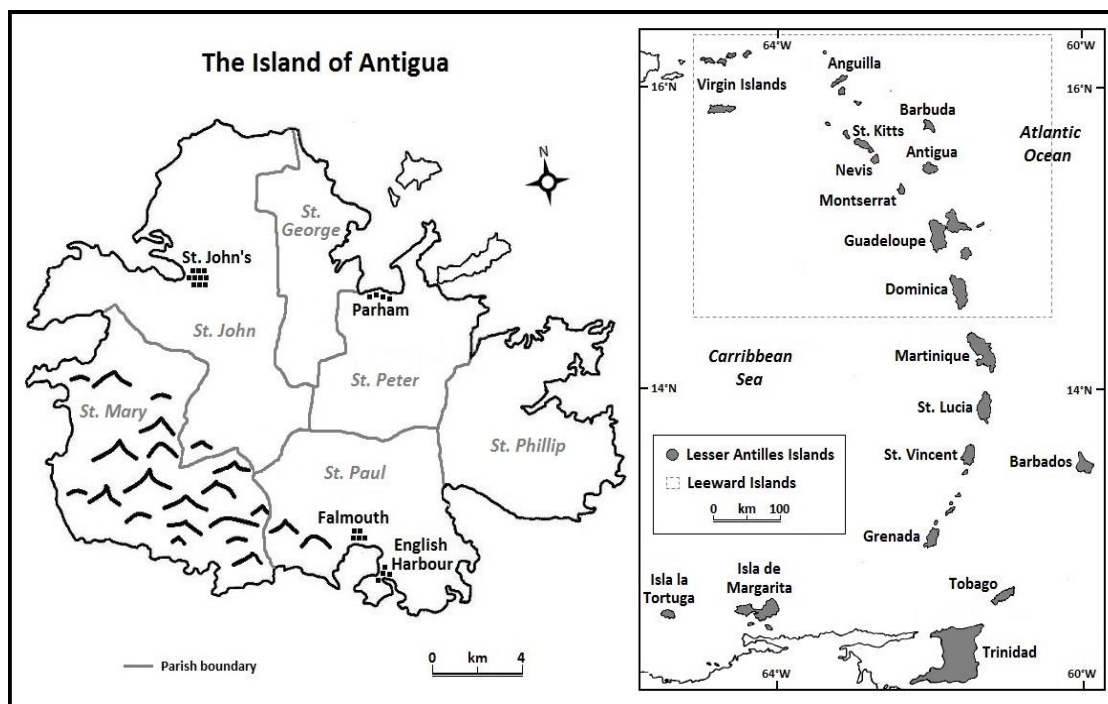 The Island of Antigua
N
St.
George
St. John's
Parham
St. John
St. Peter
St. Mary
St. Phillip
St. Paul
Falmouth
English
Harbour
Parish boundary
0 km 4
64°W
60°W
Anguilla
Virgin Islands
16°N
16°N
Barbuda
St. Kitts
Atlantic
Ocean
Antigua
Nevis
Montserrat
Guadeloupe
Dominica
Martinique
Carribbean
Sea
14°N
14°N
St. Lucia
Lesser Antilles Islands
Leeward Islands
0 km 100
St. Vincent
Barbados
Grenada
Isla la
Tortuga
Isla de
Margarita
Tobago
Trinidad
64°W
60°W